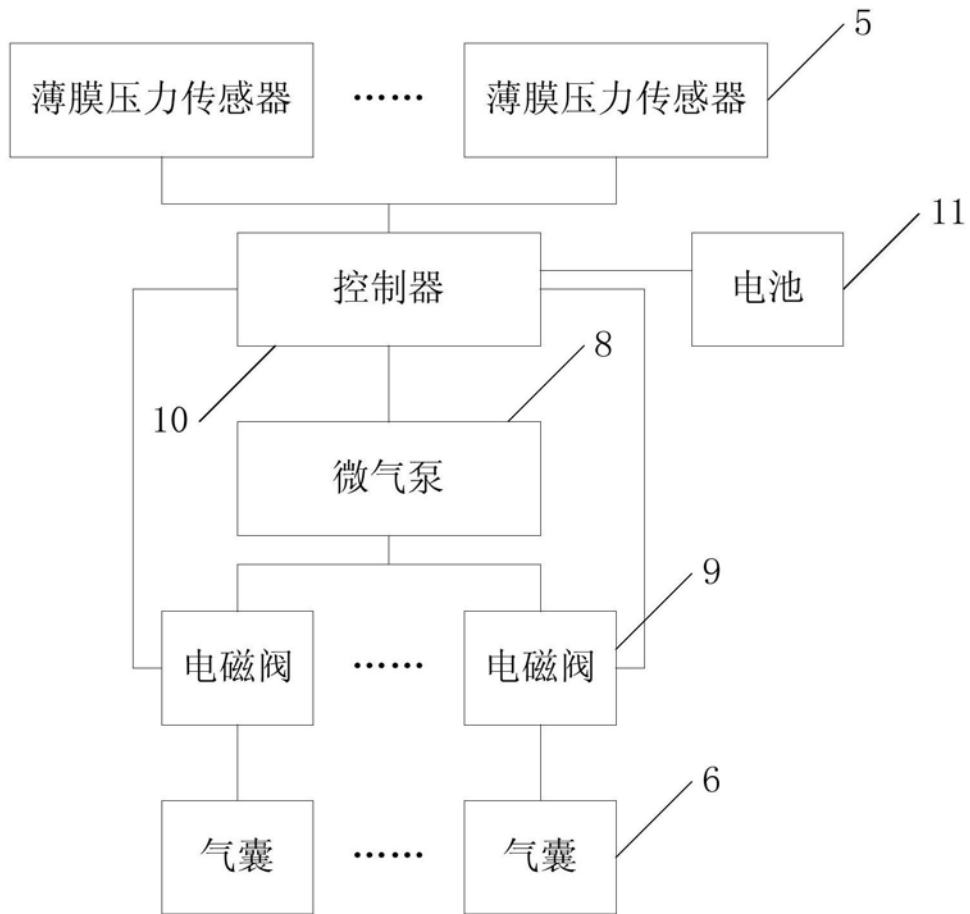 5
薄膜压力传感器 …… 薄膜压力传感器
11
控制器
电池
8
10
微气泵
9
电磁阀 …… 电磁阀
6
气囊 …… 气囊